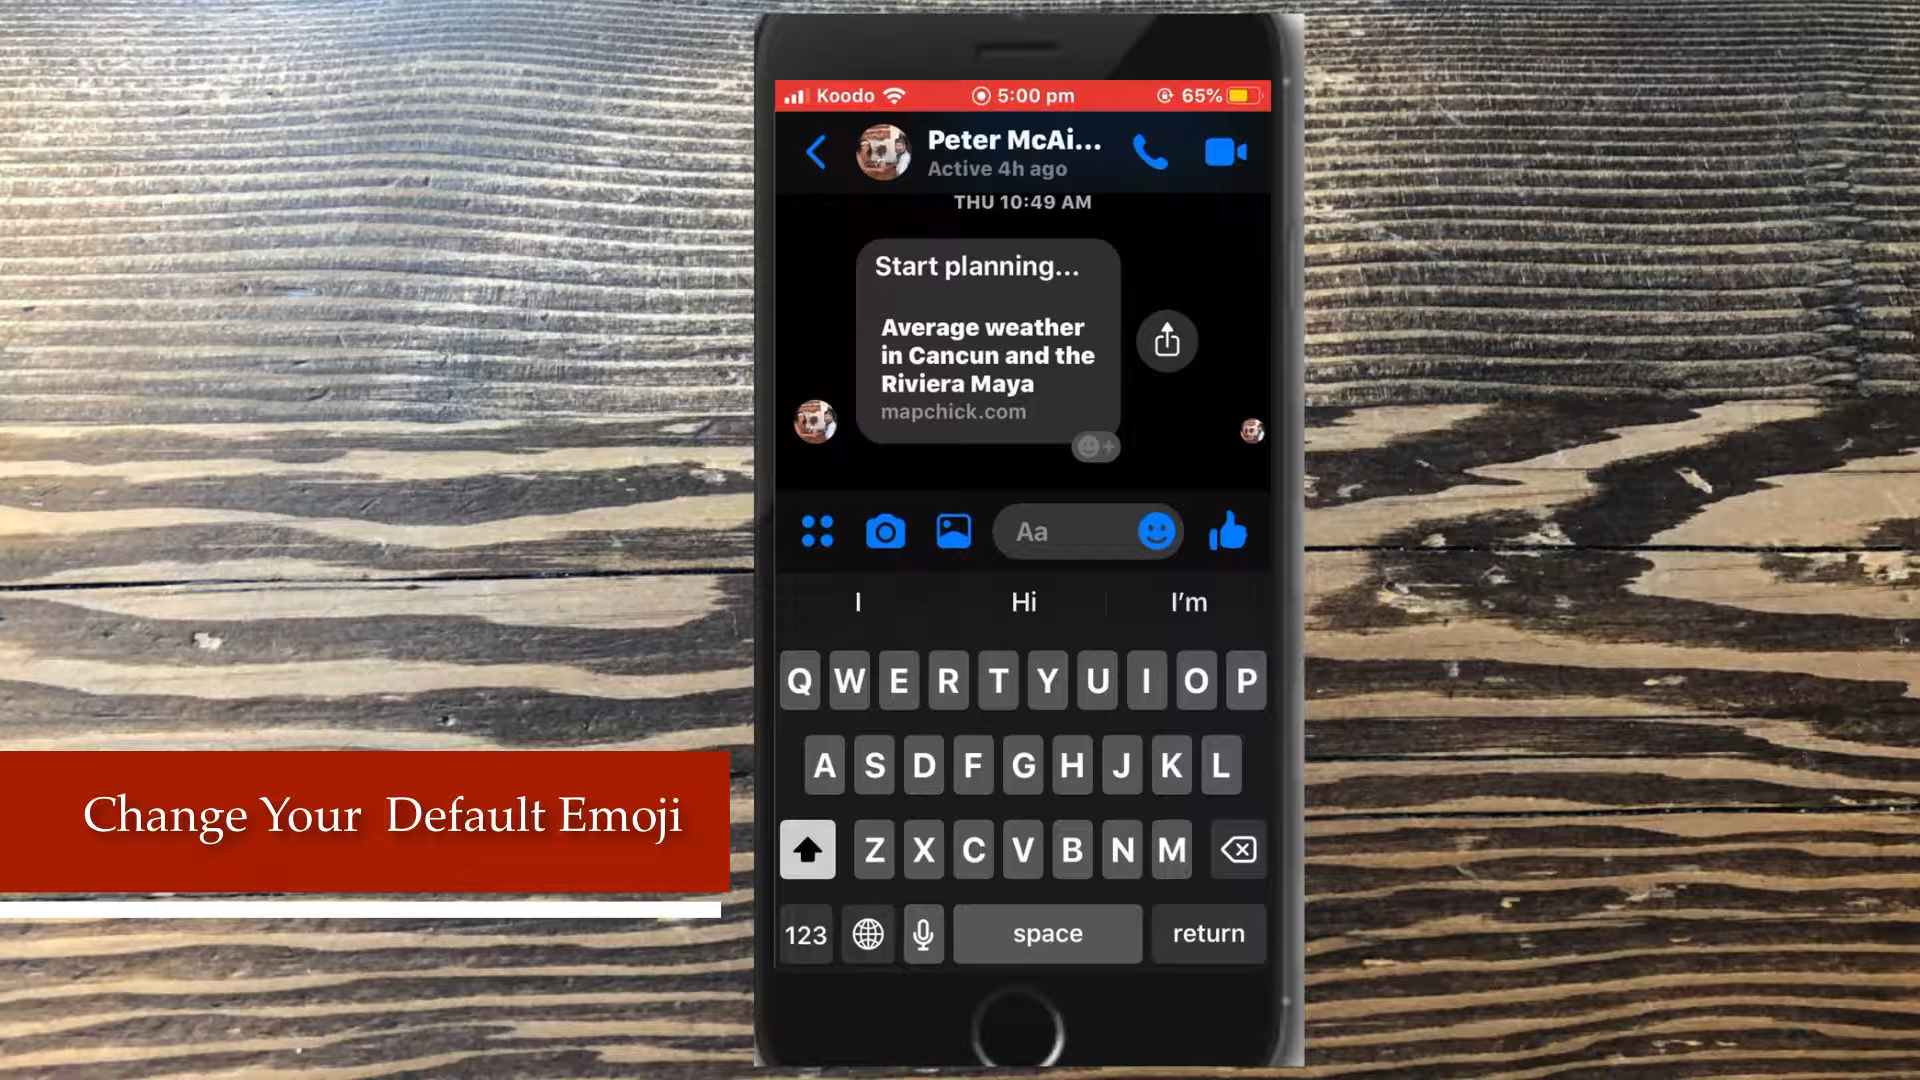 Koodo
5:00 pm
65%
Peter McAi...
Active 4h ago
THU 10:49 AM
Start planning...
Average weather
in Cancun and the
Riviera Maya
mapchick.com
Aa
I
Hi
I'm
Q W E R T Y U I O P
A S D F G H J K L
Z X C V B N M
123
space
return
Change Your Default Emoji